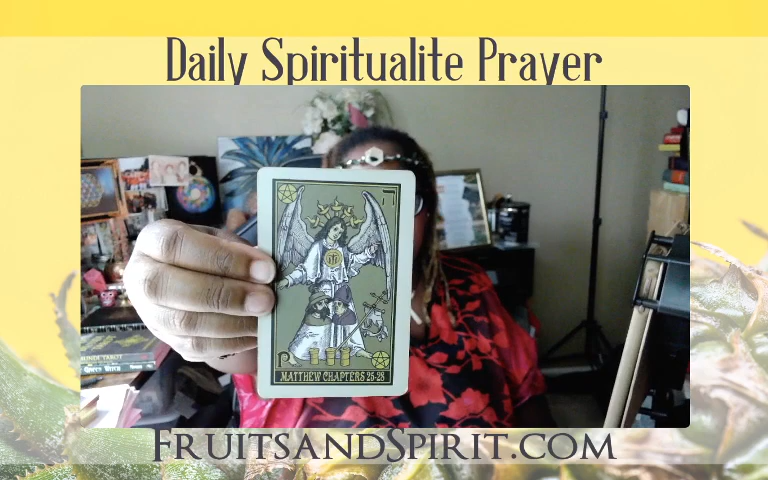 Daily Spiritualite Prayer
MATTHEW CHAPTERS 25-28
FRUITSANDSPIRIT.COM